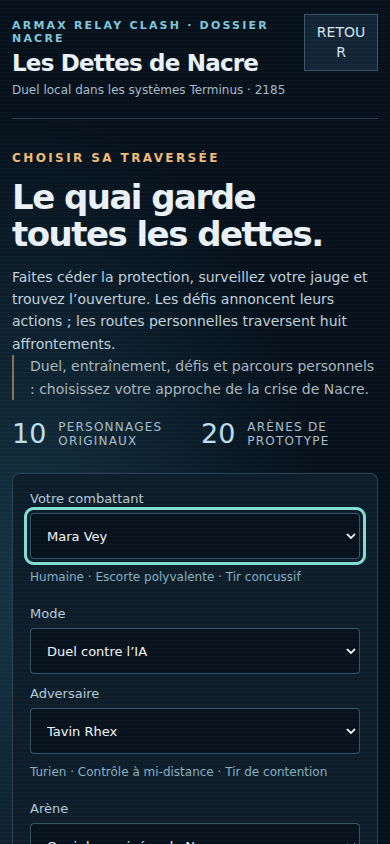 ARMAX RELAY CLASH · DOSSIER
NACRE
Les Dettes de Nacre
Duel local dans les systèmes Terminus · 2185
RETOU
R
CHOISIR SA TRAVERSÉE
Le quai garde
toutes les dettes.
Faites céder la protection, surveillez votre jauge et
trouvez l’ouverture. Les défis annoncent leurs
actions ; les routes personnelles traversent huit
affrontements.
Duel, entraînement, défis et parcours personnels
: choisissez votre approche de la crise de Nacre.
10 PERSONNAGES
ORIGINAUX
20 ARÈNES DE
PROTOTYPE
Votre combattant
Mara Vey
Humaine · Escorte polyvalente · Tir concussif
Mode
Duel contre l’IA
Adversaire
Tavin Rhex
Turien · Contrôle à mi-distance · Tir de contention
Arène